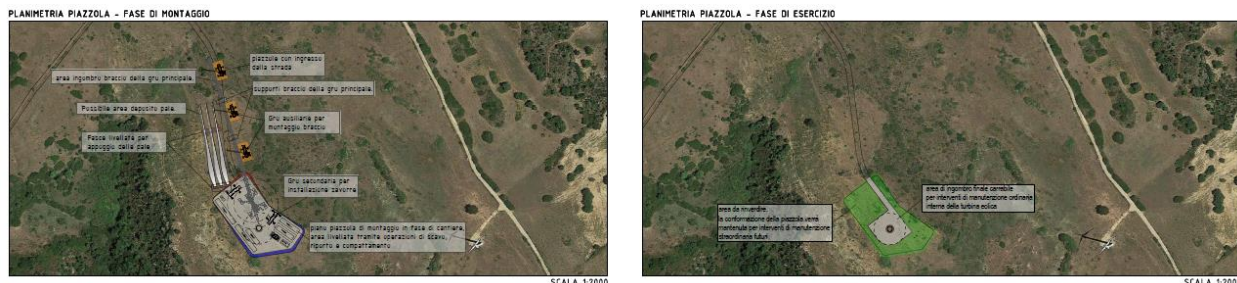 PLANIMETRIA PIAZZOLA - FASE DI MONTAGGIO
piazzola con ingresso
dalla strada
area ingombro braccio della gru principale.
supporti braccio della gru principale.
Possibile area deposito pale.
Gru ausiliaria per
montaggio braccio
Fasce livellate per
appoggio delle pale
Gru secondaria per
installazione zavorre
piano piazzola di montaggio in fase di cantiere,
area livellata tramite operazioni di scavo,
riporto e compattamento
SCALA 1:2000
PLANIMETRIA PIAZZOLA - FASE DI ESERCIZIO
area di ingombro finale carrabile
per interventi di manutenzione ordinaria
interna della turbina eolica
area da rinverdire.
la conformazione della piazzola verrà
mantenuta per interventi di manutenzione
straordinaria futuri.
SCALA 1:200